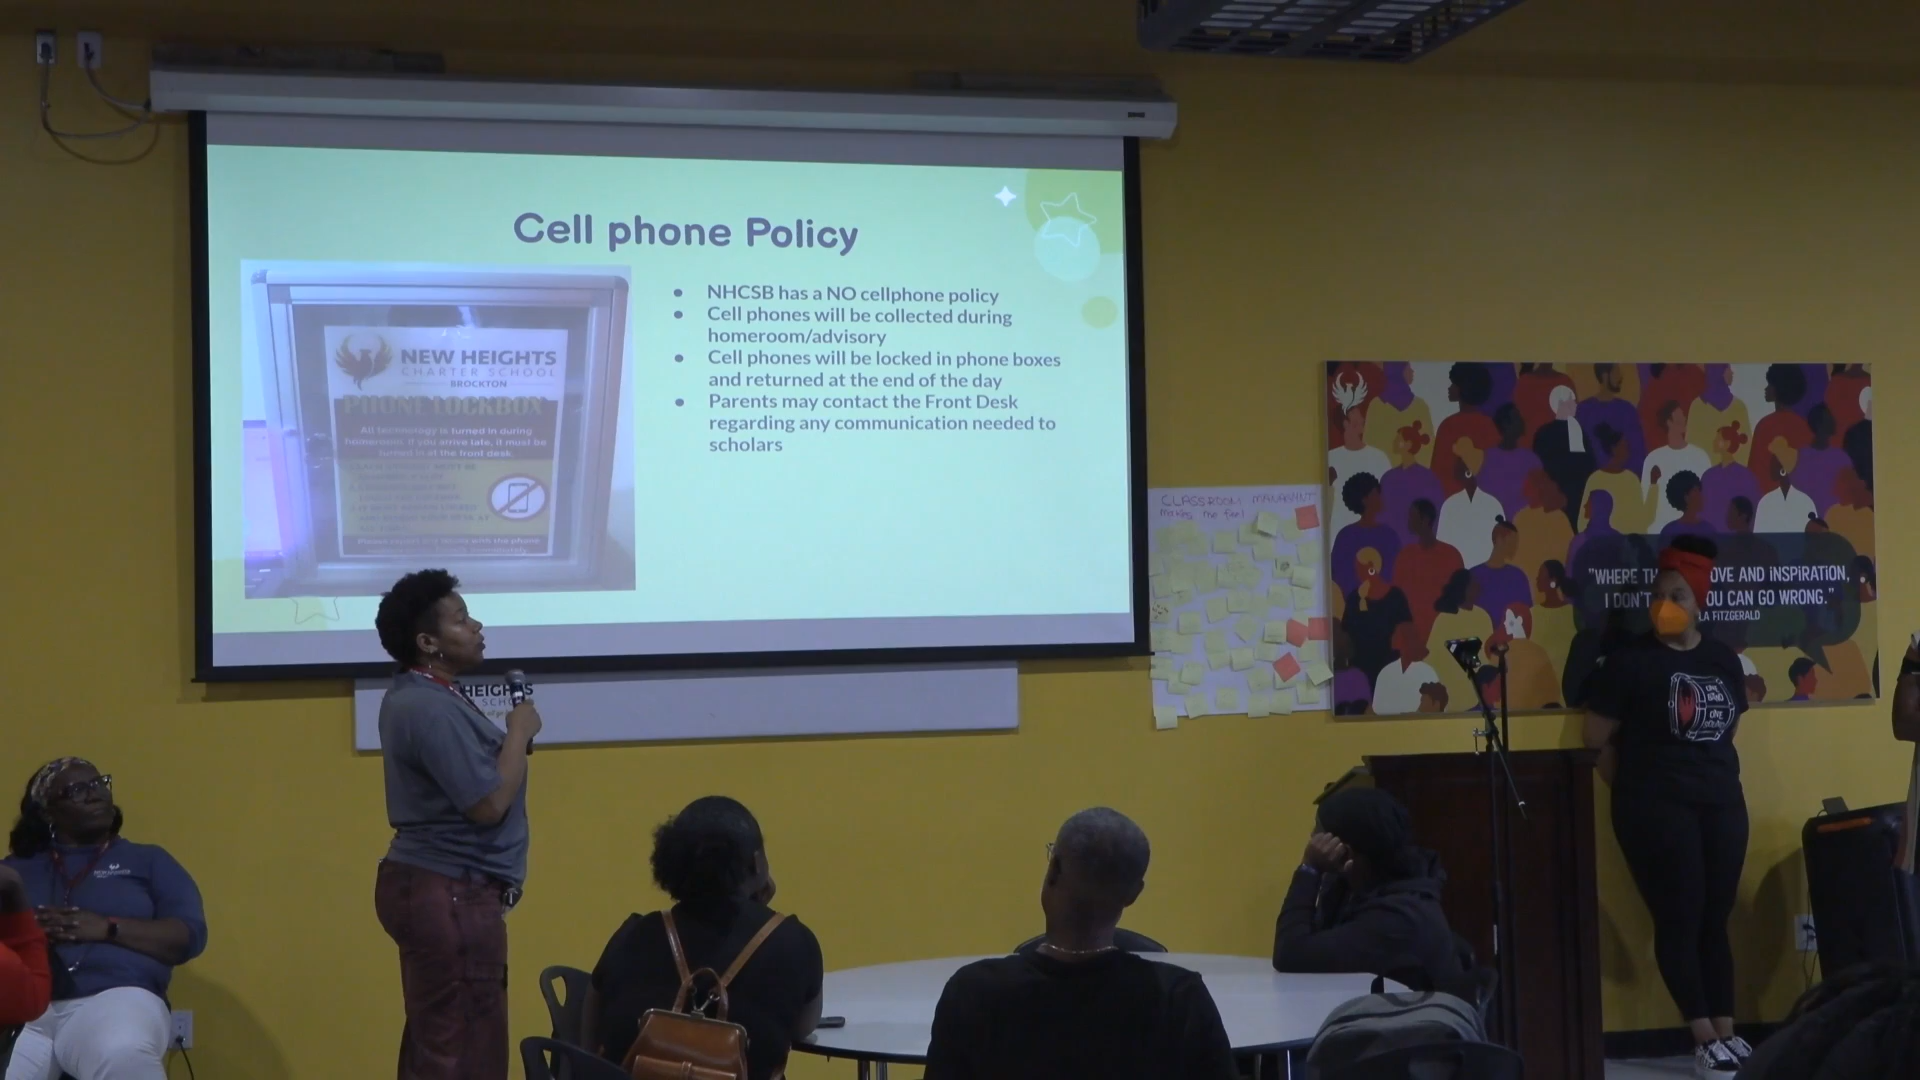 Cell phone Policy
NHCSB has a NO cellphone policy
Cell phones will be collected during
homeroom/advisory
Cell phones will be locked in phone boxes
and returned at the end of the day
Parents may contact the Front Desk
regarding any communication needed to
scholars
NEW HEIGHTS
CHARTER SCHOOL
BROCKTON
PHONE LOCKBOX
All technology is turned in during
homeroom. If you arrive late, it must be
turned in at the front desk.
HEIGHTS
CLASSROOM
makes me feel
"WHERE OVE AND INSPIRATION,
I DON'T OU CAN GO WRONG."
LA FITZGERALD